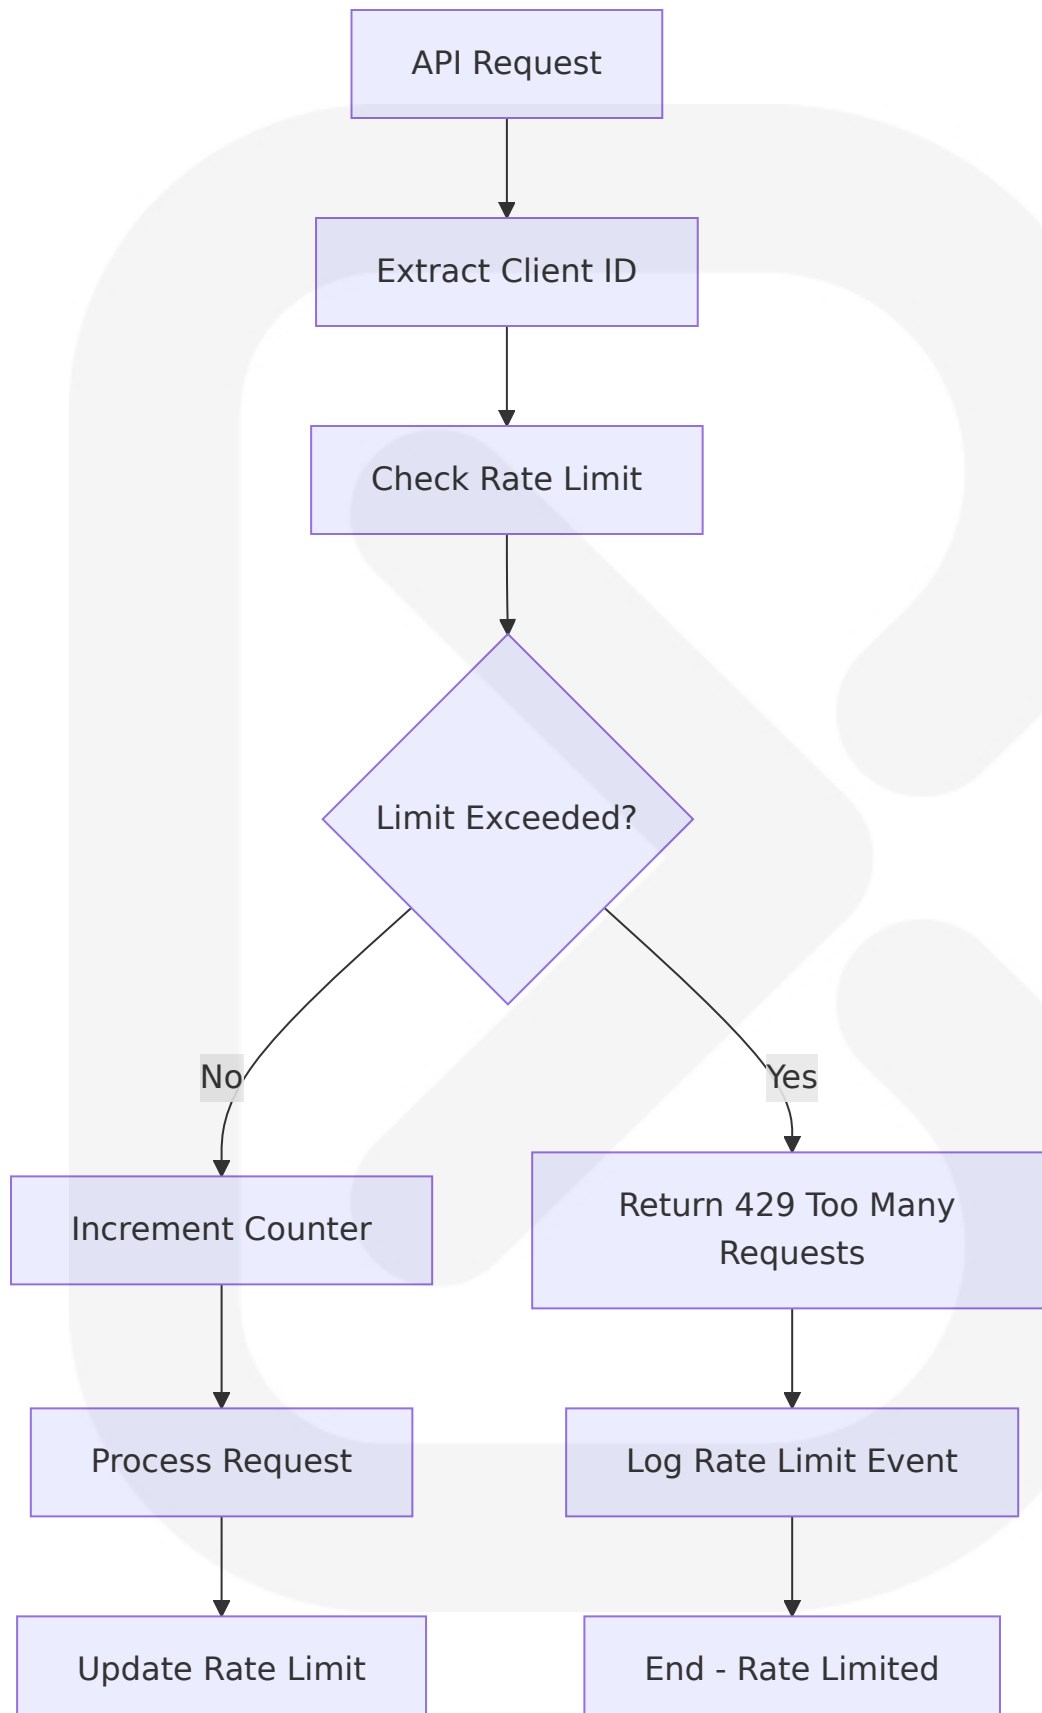 API Request
Extract Client ID
Check Rate Limit
Limit Exceeded?
No
Yes
Increment Counter
Return 429 Too Many
Requests
Process Request
Log Rate Limit Event
Update Rate Limit
End - Rate Limited